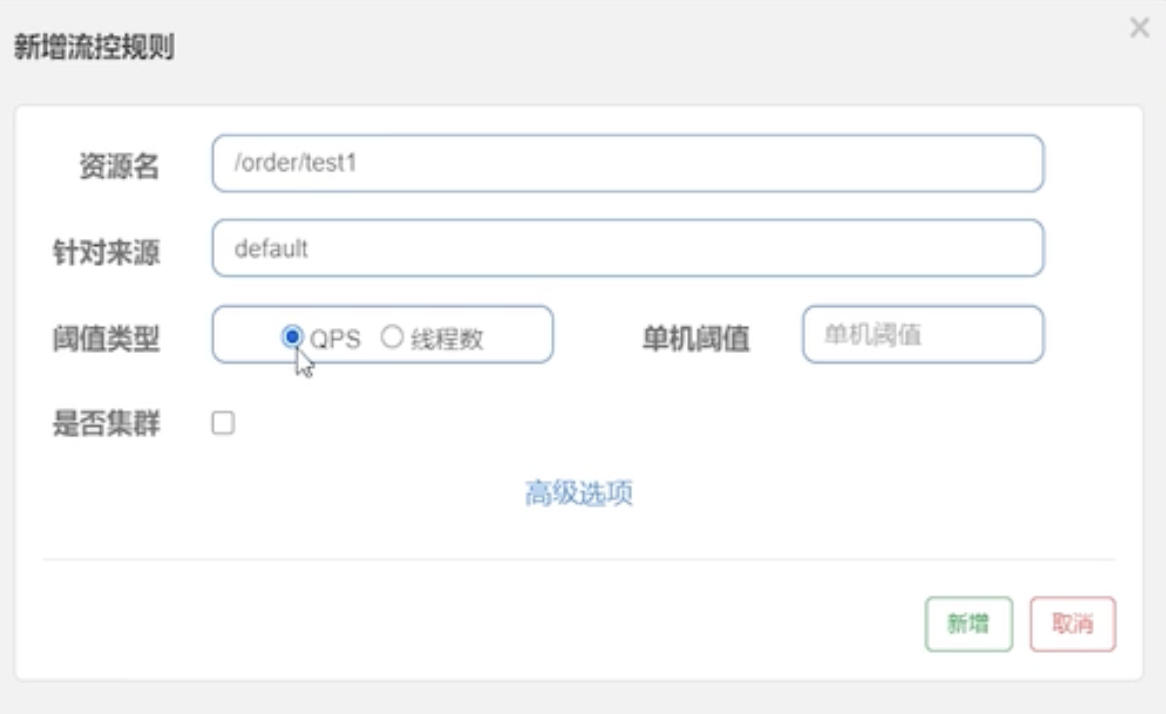 新增流控规则
×
资源名 /order/test1
针对来源 default
阈值类型 QPS 线程数 单机阈值 单机阈值
是否集群
高级选项
新增 取消